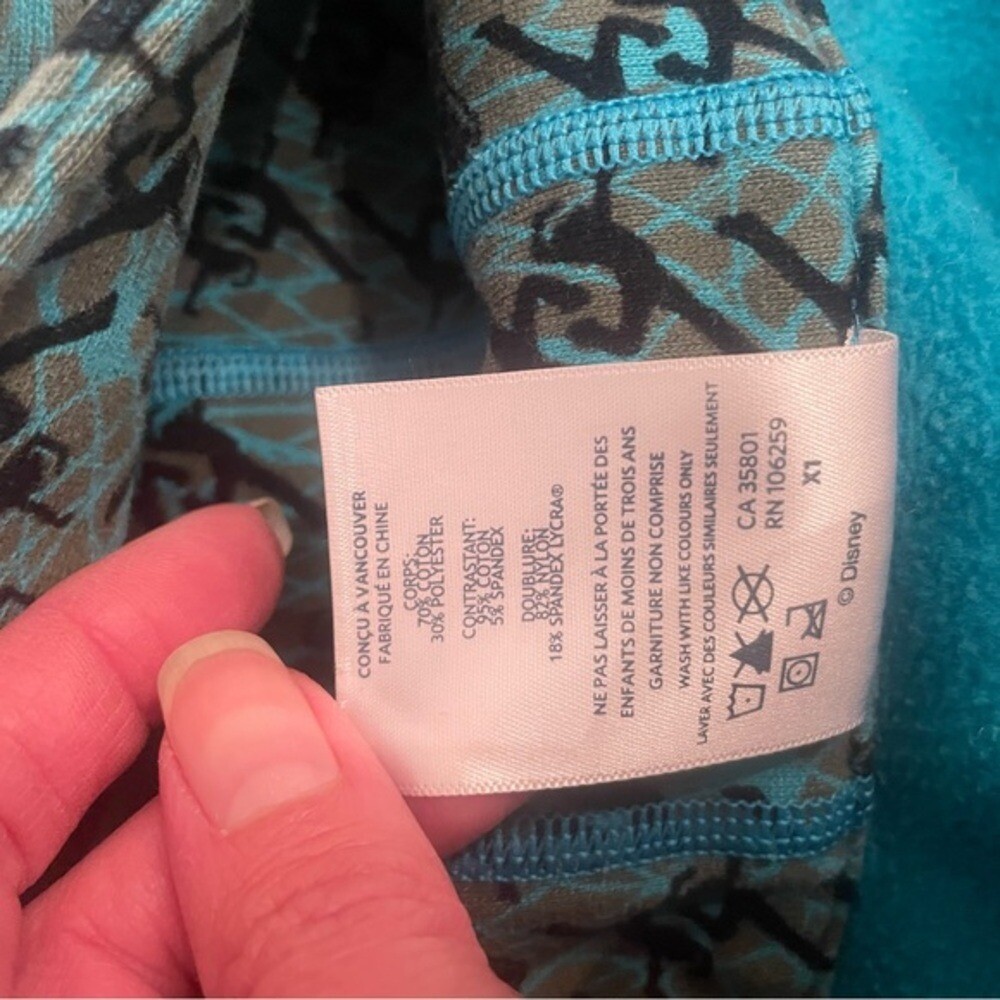 CONÇU À VANCOUVER
FABRIQUÉ EN CHINE
CORPS:
70% COTON
30% POLYESTER
CONTRASTANT:
95% COTON
5% SPANDEX
DOUBLURE:
82% NYLON
18% SPANDEX LYCRA®
NE PAS LAISSER À LA PORTÉE DES
ENFANTS DE MOINS DE TROIS ANS
GARNITURE NON COMPRISE
WASH WITH LIKE COLOURS ONLY
LAVER AVEC DES COULEURS SIMILAIRES SEULEMENT
CA 35801
RN 106259
X1
© Disney